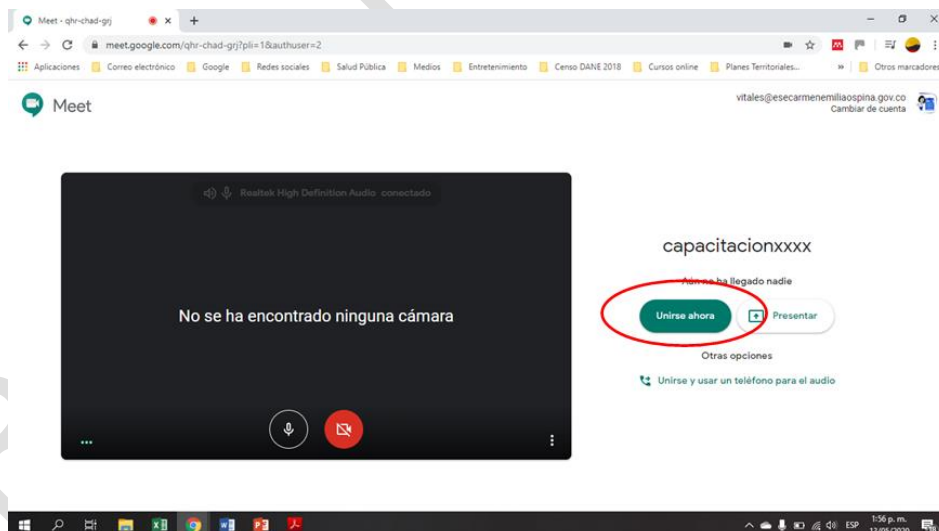 Meet - qhr-chad-grj
meet.google.com/qhr-chad-grj?pli=1&authuser=2
Aplicaciones Correo electrónico Google Redes sociales Salud Pública Medios Entretenimiento Censo DANE 2018 Cursos online Planes Territoriales... » Otros marcadores
Meet
vitales@esecarmenemiliaospina.gov.co
Cambiar de cuenta
Realtek High Definition Audio conectado
No se ha encontrado ninguna cámara
capacitacionxxxx
Aún no ha llegado nadie
Unirse ahora
Presentar
Otras opciones
Unirse y usar un teléfono para el audio
ESP
1:56 p. m.
12/05/2020